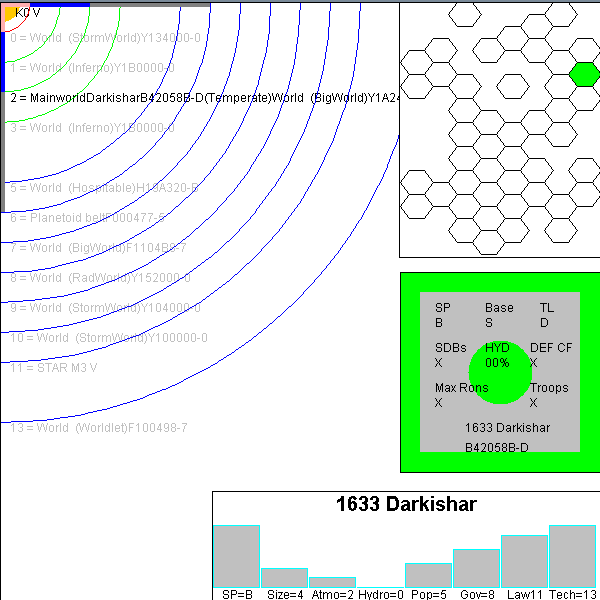 K0 V
0 = World (StormWorld)Y134000-0
1 = World (Inferno)Y1B0000-0
2 = MainworldDarkisharB42058B-D(Temperate)World (BigWorld)Y1A24
3 = World (Inferno)Y1B0000-0
5 = World (Hospitable)H19A320-B
6 = Planetoid beltF000477-5
7 = World (BigWorld)F1104B9-7
8 = World (RadWorld)Y152000-0
9 = World (StormWorld)Y104000-0
10 = World (StormWorld)Y100000-0
11 = STAR M3 V
13 = World (Worldlet)F100498-7
SP Base TL
B S D
SDBs HYD DEF CF
X 00% X
Max Rons Troops
X X
1633 Darkishar
B42058B-D
1633 Darkishar
SP=B Size=4 Atmo=2 Hydro=0 Pop=5 Gov=8 Law11 Tech=13